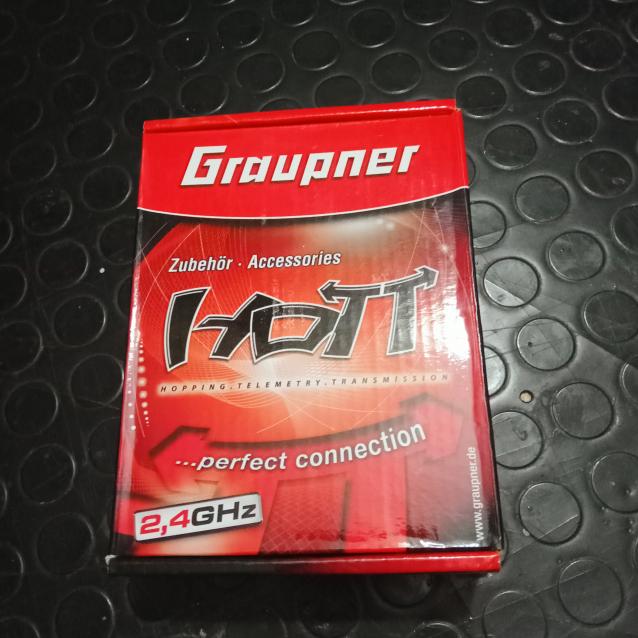 Graupner
Zubehör · Accessories
HOTT
HOPPING.TELEMETRY.TRANSMISSION
...perfect connection
2,4GHz
www.graupner.de